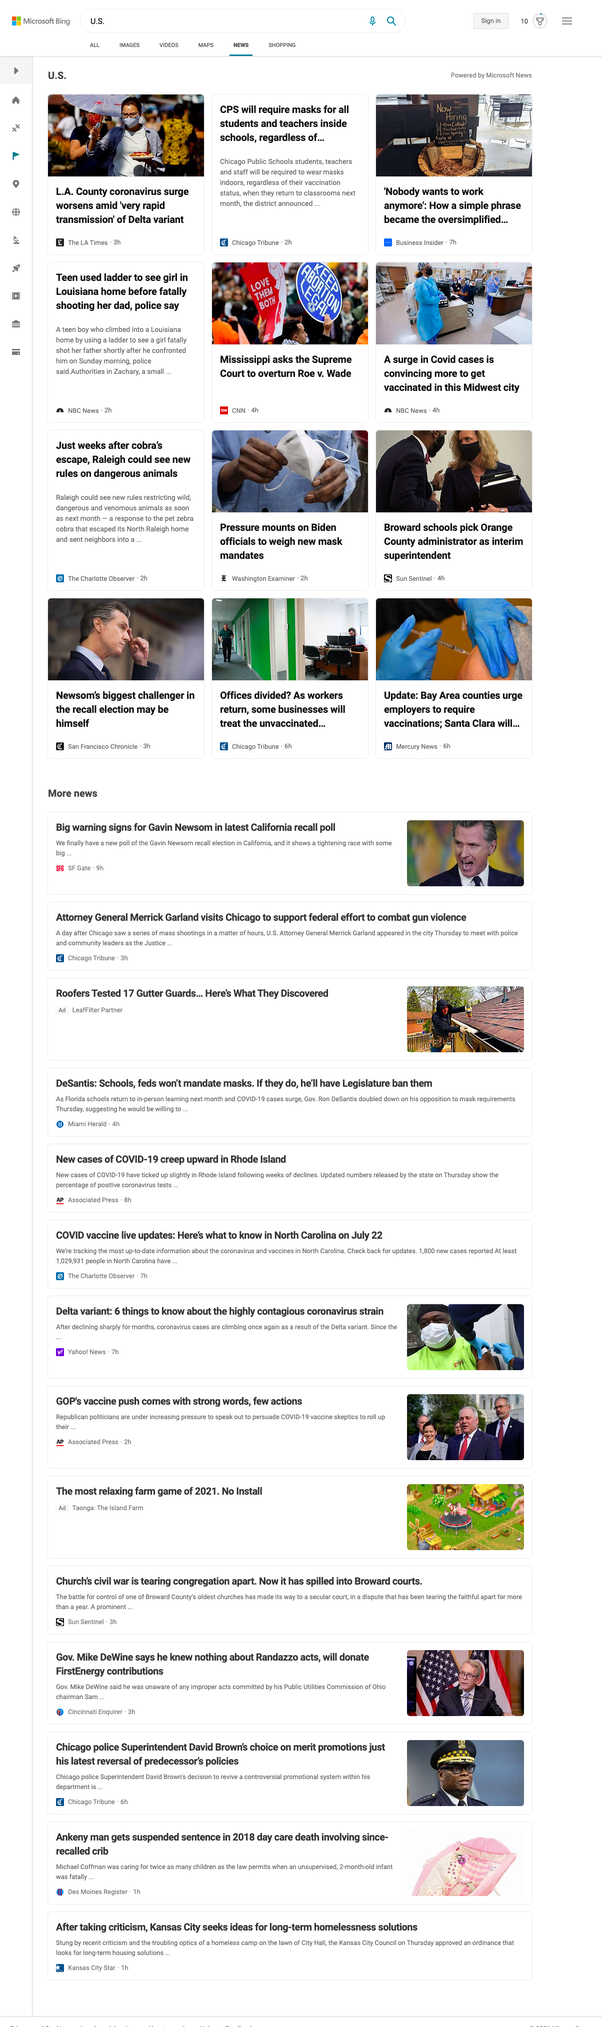 Microsoft Bing
U.S.
Sign in
10
ALL IMAGES VIDEOS MAPS NEWS SHOPPING
U.S.
Powered by Microsoft News
L.A. County coronavirus surge
worsens amid 'very rapid
transmission' of Delta variant
The LA Times · 3h
CPS will require masks for all
students and teachers inside
schools, regardless of...
Chicago Public Schools students, teachers
and staff will be required to wear masks
indoors, regardless of their vaccination
status, when they return to classrooms next
month, the district announced ...
Chicago Tribune · 2h
Now
Hiring
'Nobody wants to work
anymore': How a simple phrase
became the oversimplified...
Business Insider · 7h
Teen used ladder to see girl in
Louisiana home before fatally
shooting her dad, police say
A teen boy who climbed into a Louisiana
home by using a ladder to see a girl fatally
shot her father shortly after he confronted
him on Sunday morning, police
said.Authorities in Zachary, a small ...
NBC News · 2h
LOVE
THEM
BOTH
KEEP
ABORTION
LEGAL
Mississippi asks the Supreme
Court to overturn Roe v. Wade
CNN · 4h
A surge in Covid cases is
convincing more to get
vaccinated in this Midwest city
NBC News · 4h
Just weeks after cobra's
escape, Raleigh could see new
rules on dangerous animals
Raleigh could see new rules restricting wild,
dangerous and venomous animals as soon
as next month — a response to the pet zebra
cobra that escaped its North Raleigh home
and sent neighbors into a ...
The Charlotte Observer · 2h
Pressure mounts on Biden
officials to weigh new mask
mandates
Washington Examiner · 2h
Broward schools pick Orange
County administrator as interim
superintendent
Sun Sentinel · 4h
Newsom's biggest challenger in
the recall election may be
himself
San Francisco Chronicle · 3h
Offices divided? As workers
return, some businesses will
treat the unvaccinated...
Chicago Tribune · 6h
Update: Bay Area counties urge
employers to require
vaccinations; Santa Clara will...
Mercury News · 6h
More news
Big warning signs for Gavin Newsom in latest California recall poll
We finally have a new poll of the Gavin Newsom recall election in California, and it shows a tightening race with some
big ...
SF Gate · 9h
Attorney General Merrick Garland visits Chicago to support federal effort to combat gun violence
A day after Chicago saw a series of mass shootings in a matter of hours, U.S. Attorney General Merrick Garland appeared in the city Thursday to meet with police
and community leaders as the Justice ...
Chicago Tribune · 3h
Roofers Tested 17 Gutter Guards... Here's What They Discovered
Ad LeafFilter Partner
DeSantis: Schools, feds won't mandate masks. If they do, he'll have Legislature ban them
As Florida schools return to in-person learning next month and COVID-19 cases surge, Gov. Ron DeSantis doubled down on his opposition to mask requirements
Thursday, suggesting he would be willing to ...
Miami Herald · 4h
New cases of COVID-19 creep upward in Rhode Island
New cases of COVID-19 have ticked up slightly in Rhode Island following weeks of declines. Updated numbers released by the state on Thursday show the
percentage of positive coronavirus tests ...
AP Associated Press · 8h
COVID vaccine live updates: Here's what to know in North Carolina on July 22
We're tracking the most up-to-date information about the coronavirus and vaccines in North Carolina. Check back for updates. 1,800 new cases reported At least
1,029,931 people in North Carolina have ...
The Charlotte Observer · 7h
Delta variant: 6 things to know about the highly contagious coronavirus strain
After declining sharply for months, coronavirus cases are climbing once again as a result of the Delta variant. Since the
...
Yahoo! News · 7h
GOP's vaccine push comes with strong words, few actions
Republican politicians are under increasing pressure to speak out to persuade COVID-19 vaccine skeptics to roll up
their ...
AP Associated Press · 2h
The most relaxing farm game of 2021. No Install
Ad Taonga: The Island Farm
Church's civil war is tearing congregation apart. Now it has spilled into Broward courts.
The battle for control of one of Broward County's oldest churches has made its way to a secular court, in a dispute that has been tearing the faithful apart for more
than a year. A prominent ...
Sun Sentinel · 3h
Gov. Mike DeWine says he knew nothing about Randazzo acts, will donate
FirstEnergy contributions
Gov. Mike DeWine said he was unaware of any improper acts committed by his Public Utilities Commission of Ohio
chairman Sam ...
Cincinnati Enquirer · 3h
Chicago police Superintendent David Brown's choice on merit promotions just
his latest reversal of predecessor's policies
Chicago police Superintendent David Brown's decision to revive a controversial promotional system within his
department is ...
Chicago Tribune · 6h
Ankeny man gets suspended sentence in 2018 day care death involving since-
recalled crib
Michael Coffman was caring for twice as many children as the law permits when an unsupervised, 2-month-old infant
was fatally ...
Des Moines Register · 1h
After taking criticism, Kansas City seeks ideas for long-term homelessness solutions
Stung by recent criticism and the troubling optics of a homeless camp on the lawn of City Hall, the Kansas City Council on Thursday approved an ordinance that
looks for long-term housing solutions ...
Kansas City Star · 1h